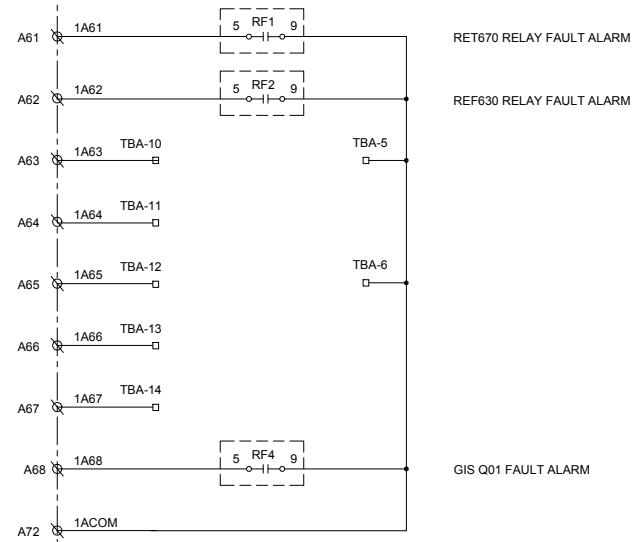 A61 1A61 5 RF1 9 RET670 RELAY FAULT ALARM
A62 1A62 5 RF2 9 REF630 RELAY FAULT ALARM
A63 1A63 TBA-10 TBA-5
A64 1A64 TBA-11
A65 1A65 TBA-12 TBA-6
A66 1A66 TBA-13
A67 1A67 TBA-14
A68 1A68 5 RF4 9 GIS Q01 FAULT ALARM
A72 1ACOM